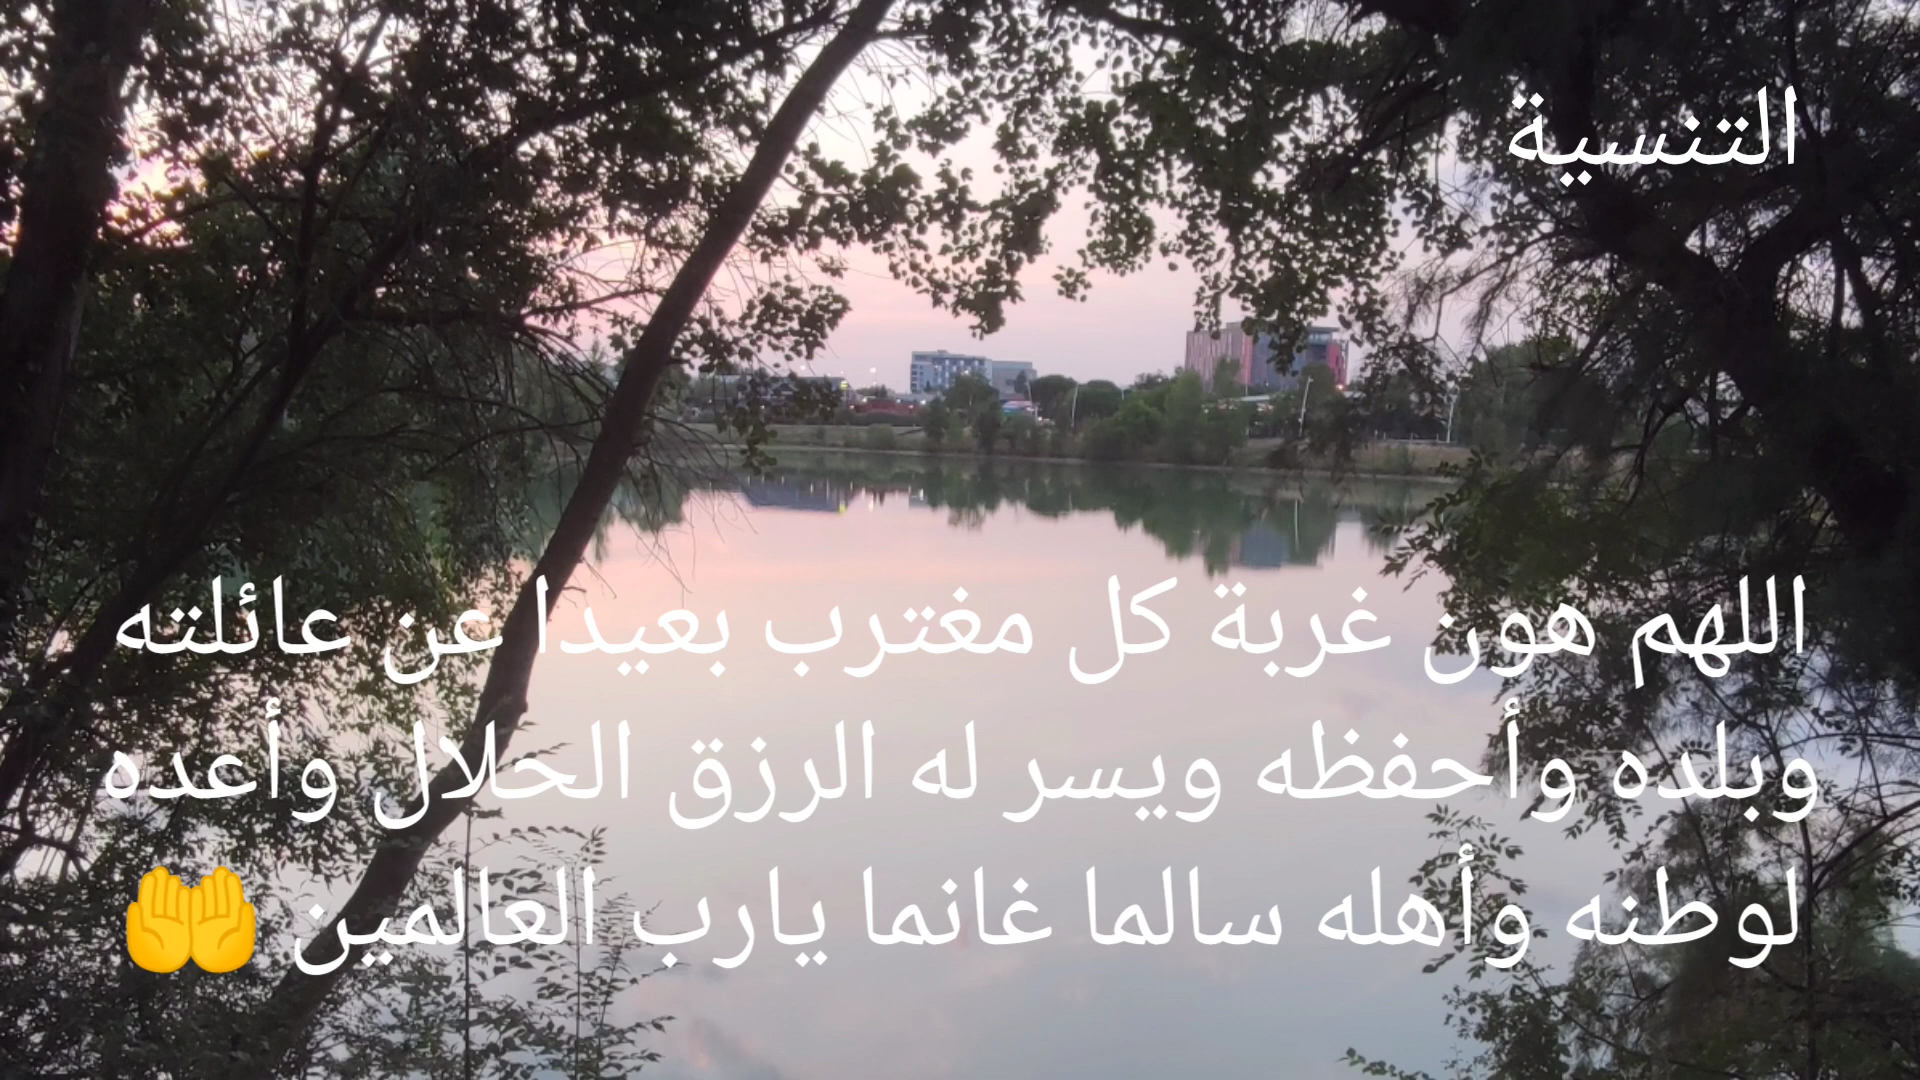 التنسية
اللهم هون غربة كل مغترب بعيدا عن عائلته
وبلده وأحفظه ويسر له الرزق الحلال وأعده
لوطنه وأهله سالما غانما يارب العالمين 🤲